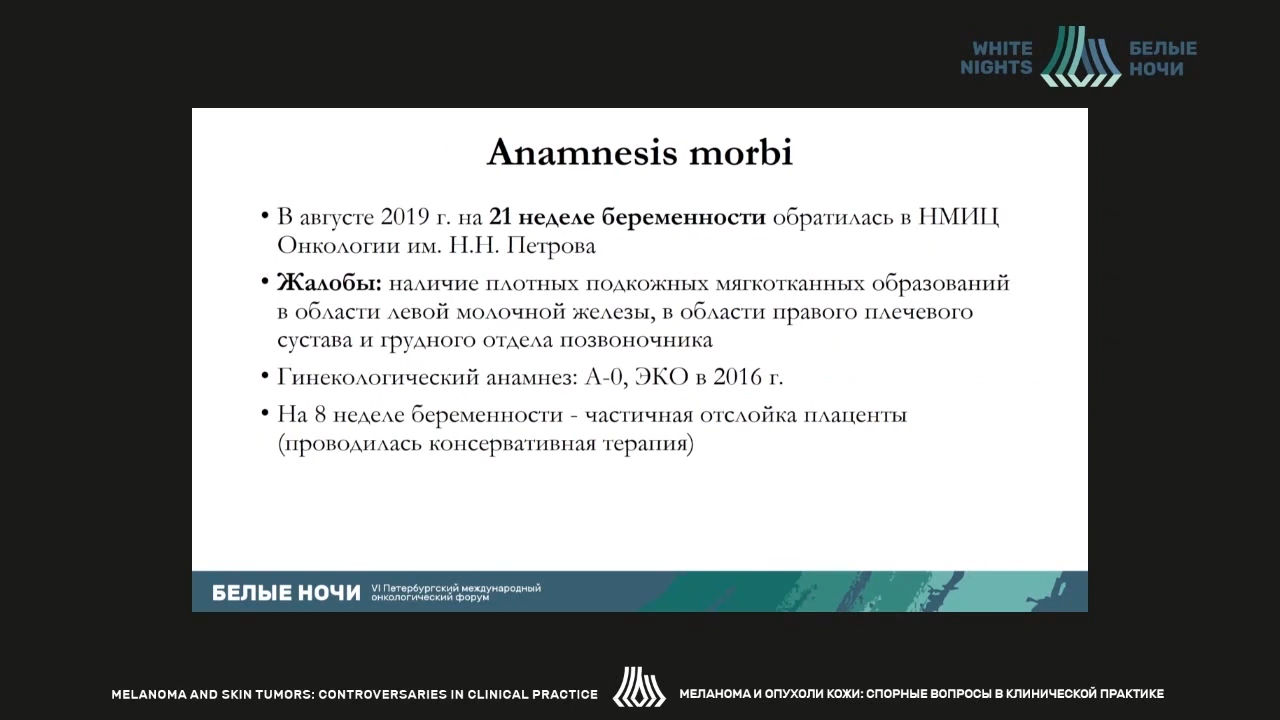 WHITE NIGHTS
БЕЛЫЕ НОЧИ
Anamnesis morbi
• В августе 2019 г. на 21 неделе беременности обратилась в НМИЦ
Онкологии им. Н.Н. Петрова
• Жалобы: наличие плотных подкожных мягкотканных образований
в области левой молочной железы, в области правого плечевого
сустава и грудного отдела позвоночника
• Гинекологический анамнез: А-0, ЭКО в 2016 г.
• На 8 неделе беременности - частичная отслойка плаценты
(проводилась консервативная терапия)
БЕЛЫЕ НОЧИ
VI Петербургский международный
онкологический форум
MELANOMA AND SKIN TUMORS: CONTROVERSARIES IN CLINICAL PRACTICE
МЕЛАНОМА И ОПУХОЛИ КОЖИ: СПОРНЫЕ ВОПРОСЫ В КЛИНИЧЕСКОЙ ПРАКТИКЕ